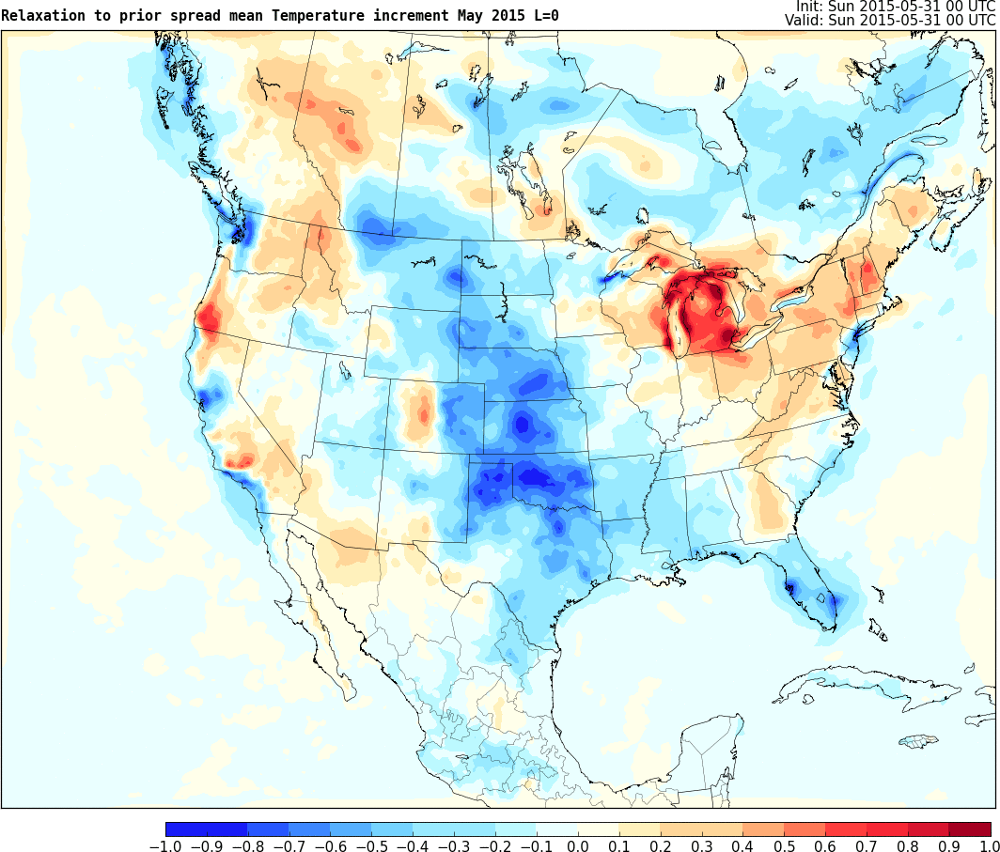 Relaxation to prior spread mean Temperature increment May 2015 L=0
Init: Sun 2015-05-31 00 UTC
Valid: Sun 2015-05-31 00 UTC
−1.0 −0.9 −0.8 −0.7 −0.6 −0.5 −0.4 −0.3 −0.2 −0.1 0.0 0.1 0.2 0.3 0.4 0.5 0.6 0.7 0.8 0.9 1.0